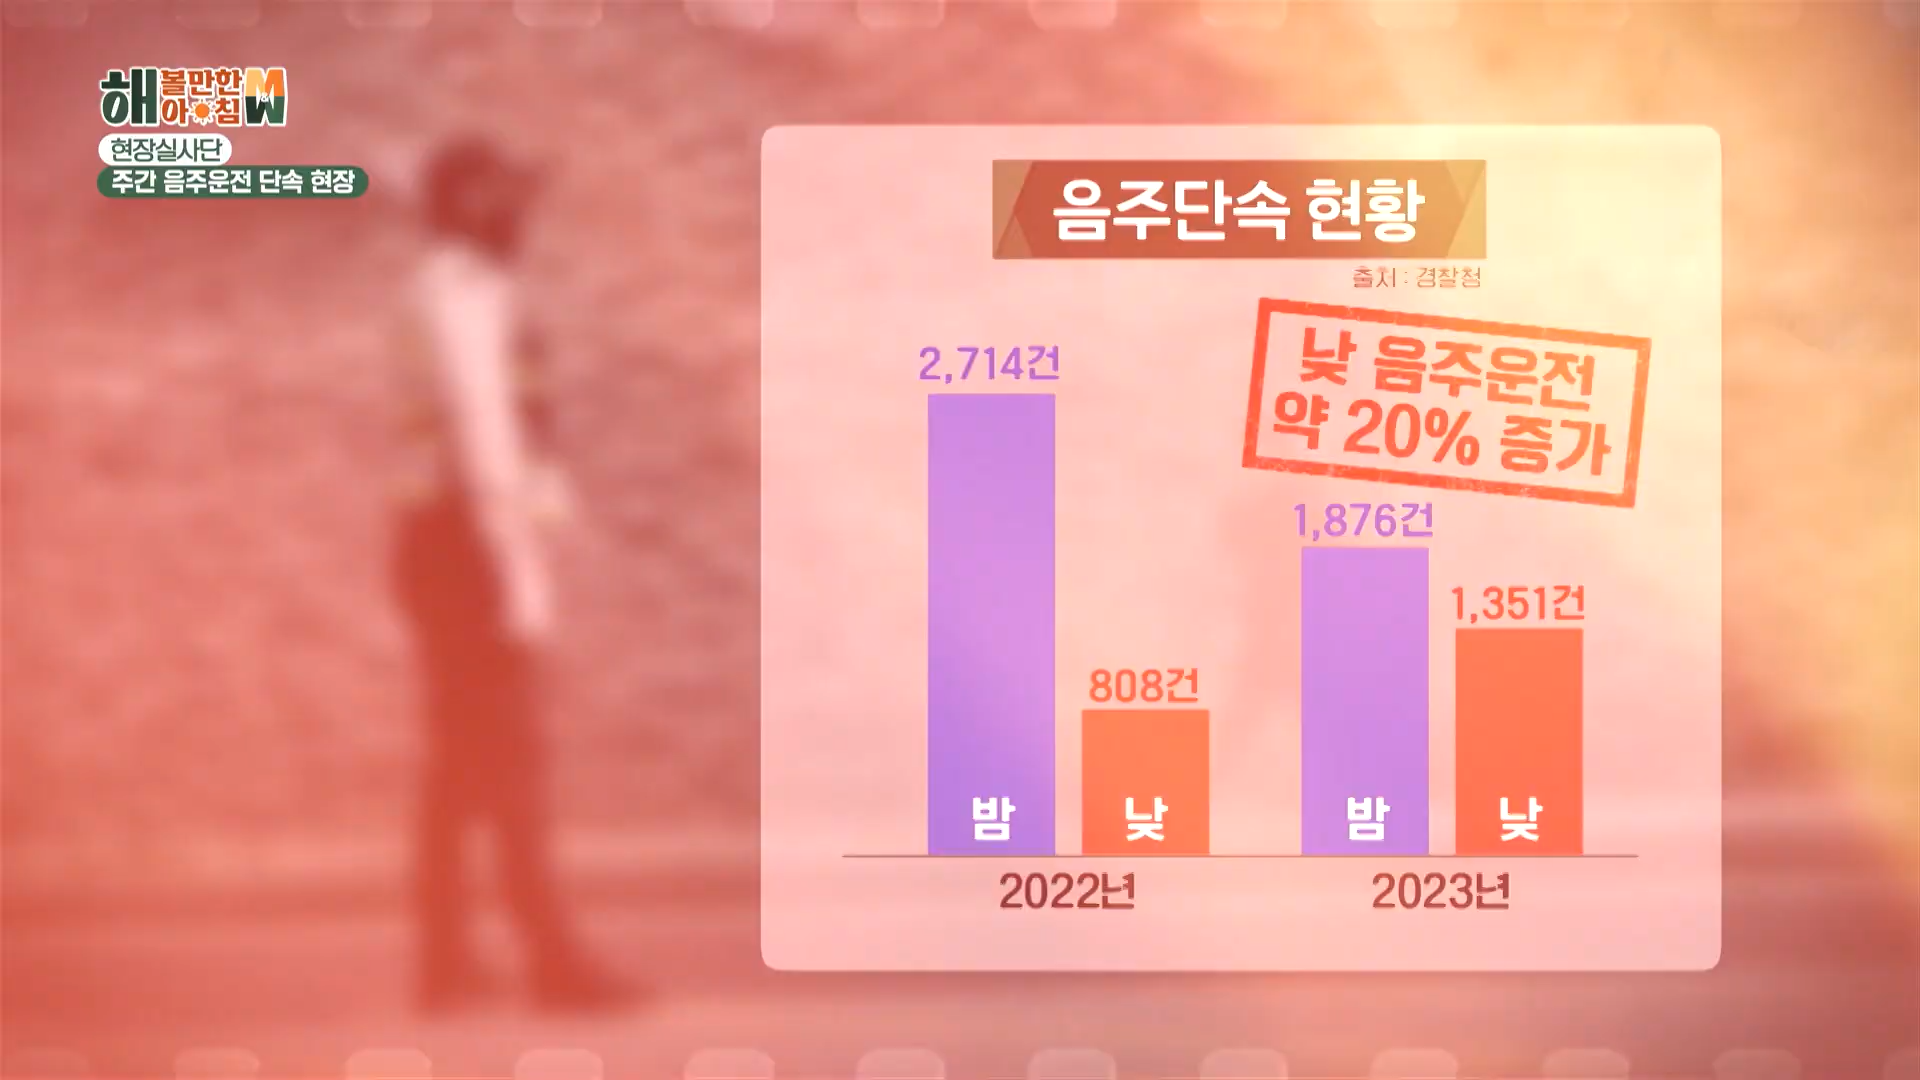 해볼만한
아침 M&W
현장실사단
주간 음주운전 단속 현장
음주단속 현황
출처 : 경찰청
낮 음주운전
약 20% 증가
2,714건
808건
1,876건
1,351건
밤
낮
밤
낮
2022년
2023년